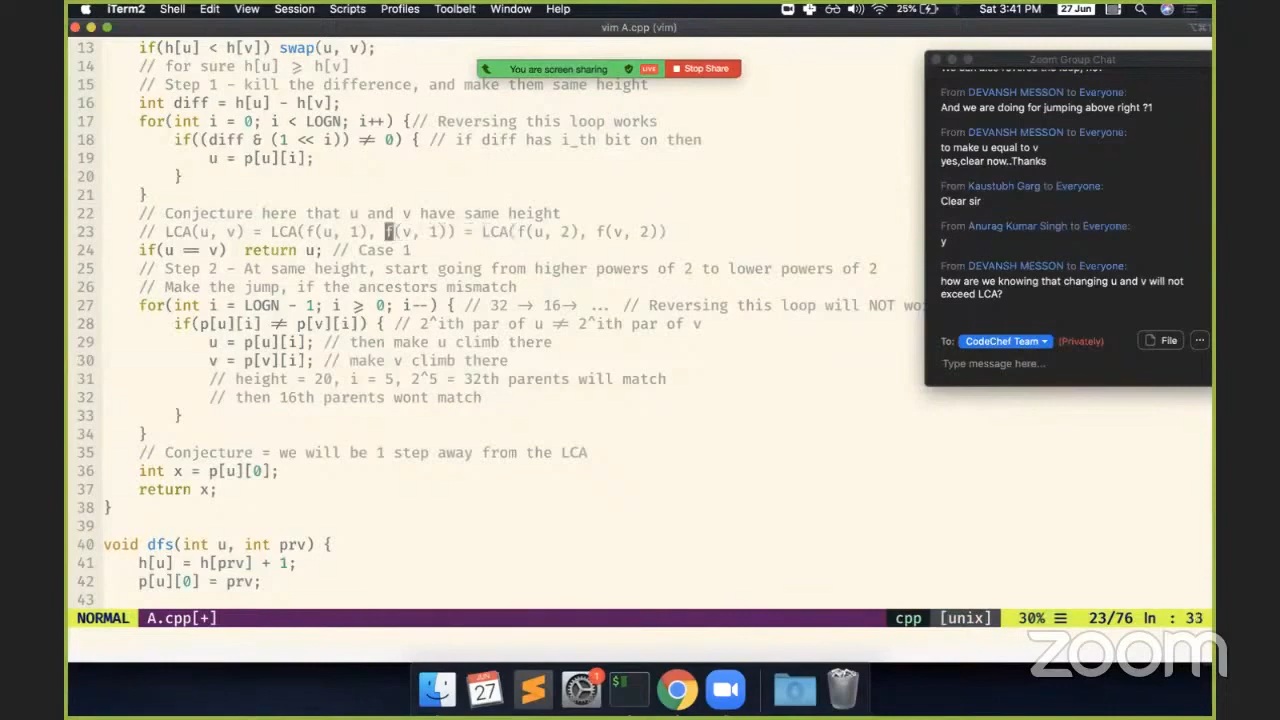 iTerm2 Shell Edit View Session Scripts Profiles Toolbelt Window Help 25% Sat 3:41 PM 27 Jun
vim A.cpp (vim)
You are screen sharing LIVE Stop Share
13 if(h[u] < h[v]) swap(u, v);
14 // for sure h[u] ⩾ h[v]
15 // Step 1 - kill the difference, and make them same height
16 int diff = h[u] - h[v];
17 for(int i = 0; i < LOGN; i++) {// Reversing this loop works
18 if((diff & (1 << i)) ≠ 0) { // if diff has i_th bit on then
19 u = p[u][i];
20 }
21 }
22 // Conjecture here that u and v have same height
23 // LCA(u, v) = LCA(f(u, 1), f(v, 1)) = LCA(f(u, 2), f(v, 2))
24 if(u == v) return u; // Case 1
25 // Step 2 - At same height, start going from higher powers of 2 to lower powers of 2
26 // Make the jump, if the ancestors mismatch
27 for(int i = LOGN - 1; i ⩾ 0; i--) { // 32 → 16→ ... // Reversing this loop will NOT wo
28 if(p[u][i] ≠ p[v][i]) { // 2^ith par of u ≠ 2^ith par of v
29 u = p[u][i]; // then make u climb there
30 v = p[v][i]; // make v climb there
31 // height = 20, i = 5, 2^5 = 32th parents will match
32 // then 16th parents wont match
33 }
34 }
35 // Conjecture = we will be 1 step away from the LCA
36 int x = p[u][0];
37 return x;
38 }
39
40 void dfs(int u, int prv) {
41 h[u] = h[prv] + 1;
42 p[u][0] = prv;
43
NORMAL A.cpp[+] cpp [unix] 30% ☰ 23/76 ln : 33
Zoom Group Chat
From DEVANSH MESSON to Everyone:
And we are doing for jumping above right ?1
From DEVANSH MESSON to Everyone:
to make u equal to v
yes,clear now..Thanks
From Kaustubh Garg to Everyone:
Clear sir
From Anurag Kumar Singh to Everyone:
y
From DEVANSH MESSON to Everyone:
how are we knowing that changing u and v will not
exceed LCA?
To: CodeChef Team (Privately) File ...
Type message here...
zoom
JUN
27
1